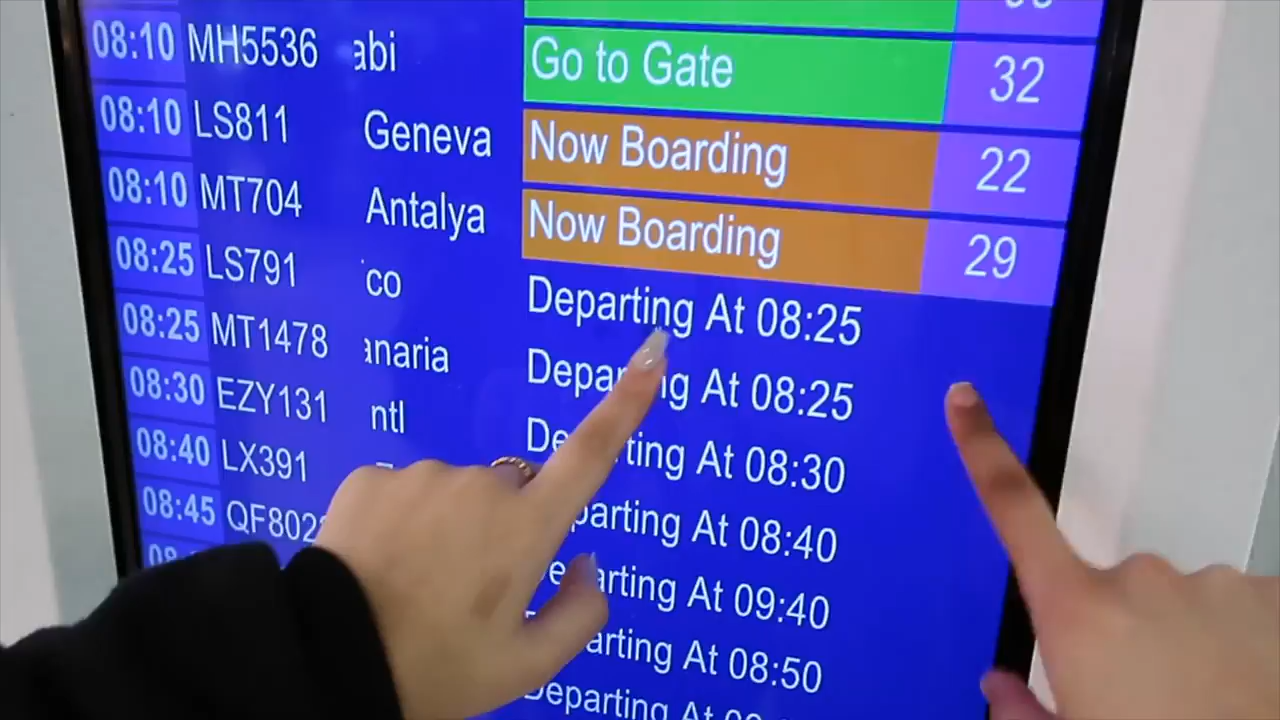 08:10 MH5536 abi Go to Gate 32
08:10 LS811 Geneva Now Boarding 22
08:10 MT704 Antalya Now Boarding 29
08:25 LS791 co Departing At 08:25
08:25 MT1478 anaria Departing At 08:25
08:30 EZY131 ntl Departing At 08:30
08:40 LX391 Departing At 08:40
08:45 QF802 Departing At 09:40
Departing At 08:50
Departing At